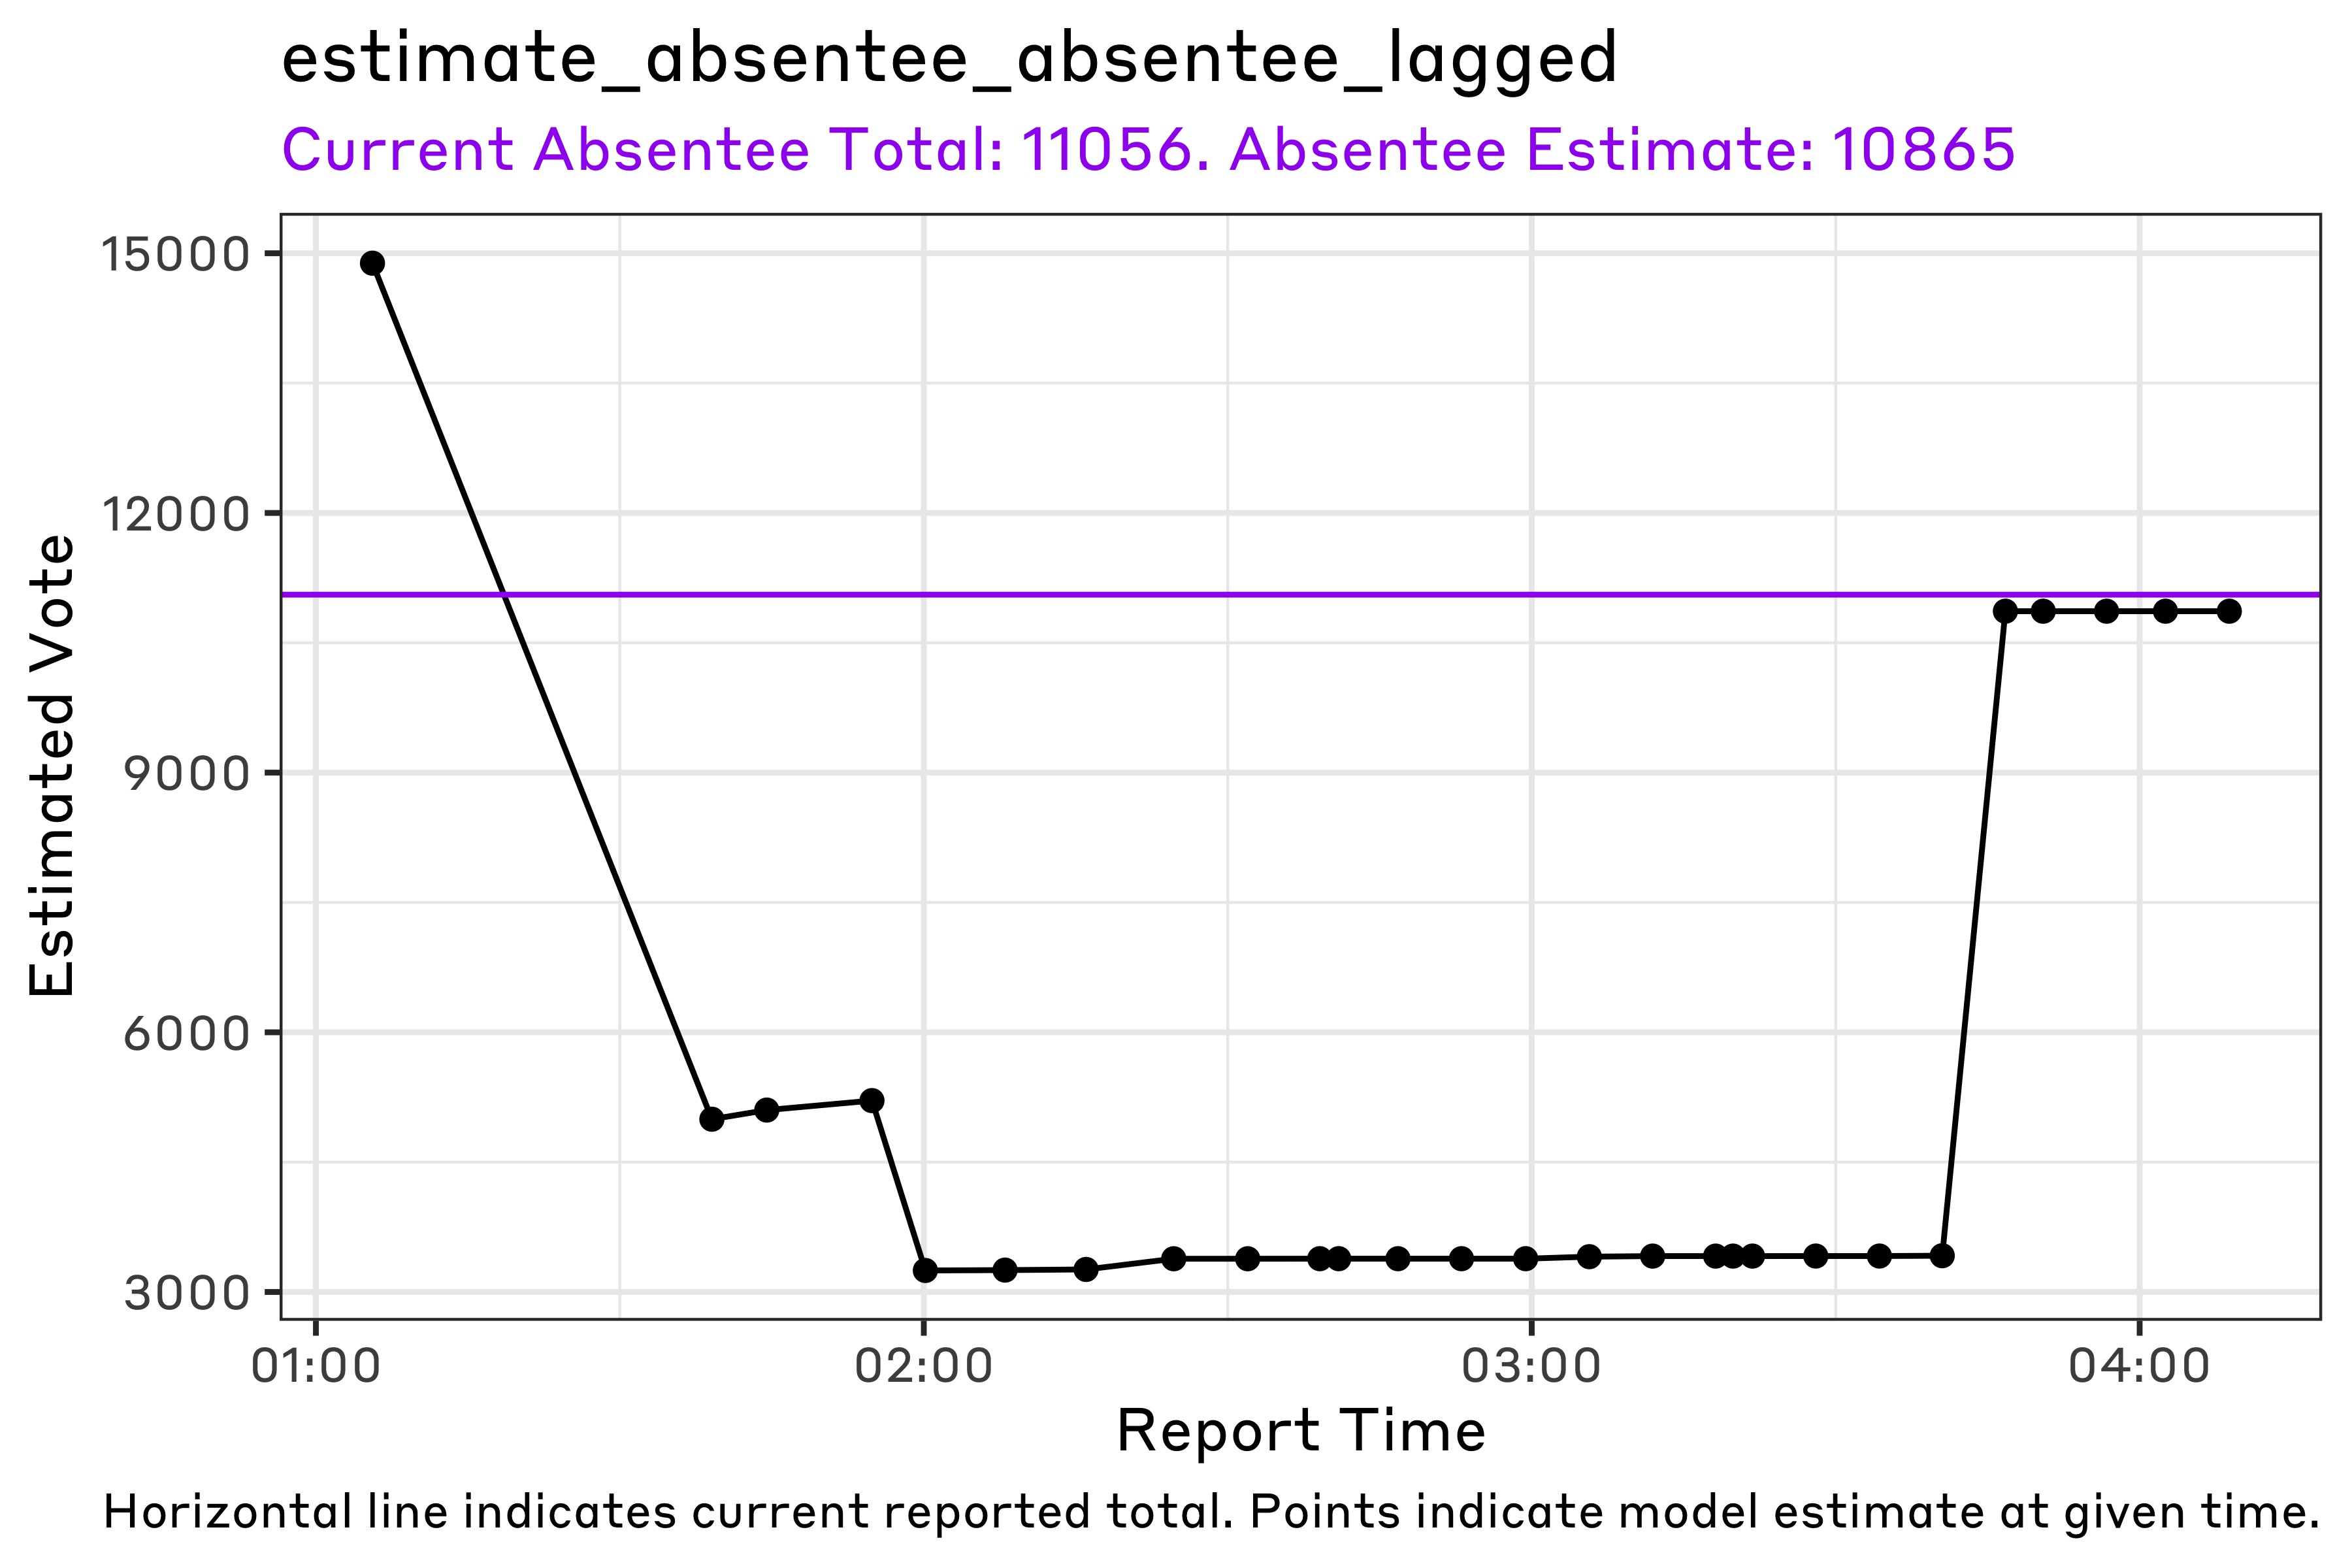 estimate_absentee_absentee_lagged
Current Absentee Total: 11056. Absentee Estimate: 10865
15000
12000
9000
6000
3000
Estimated Vote
01:00 02:00 03:00 04:00
Report Time
Horizontal line indicates current reported total. Points indicate model estimate at given time.